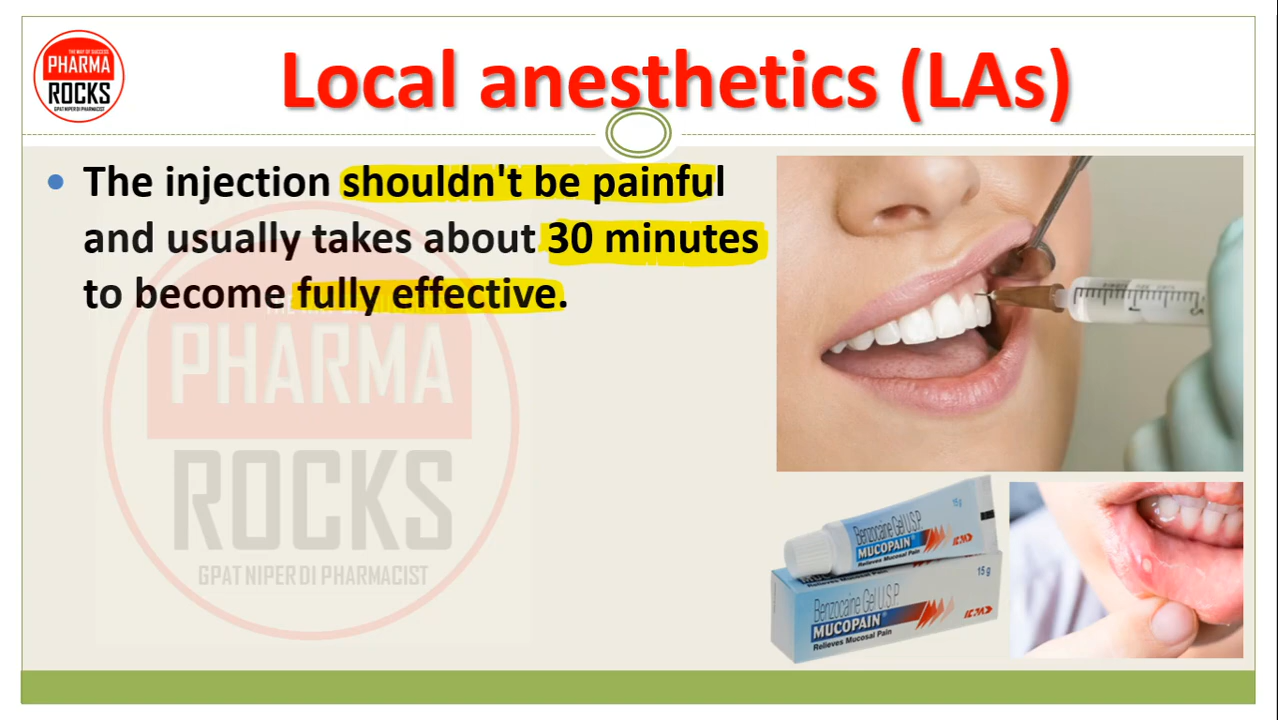 THE WAY OF SUCCESS
PHARMA
ROCKS
GPAT NIPER DI PHARMACIST
Local anesthetics (LAs)
• The injection shouldn't be painful
and usually takes about 30 minutes
to become fully effective.
PHARMA
ROCKS
GPAT NIPER DI PHARMACIST
15 g
Benzocaine Gel U.S.P.
MUCOPAIN®
Relieves Mucosal Pain
ICPA
15 g
Benzocaine Gel U.S.P.
MUCOPAIN®
Relieves Mucosal Pain
ICPA